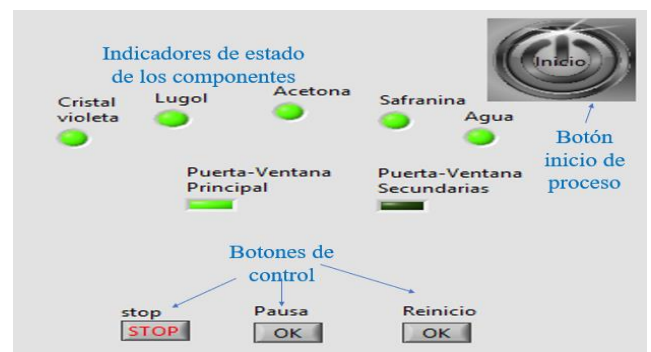 Indicadores de estado
de los componentes
Inicio
Cristal
violeta
Lugol
Acetona
Safranina
Agua
Botón
inicio de
proceso
Puerta-Ventana
Principal
Puerta-Ventana
Secundarias
Botones de
control
stop
STOP
Pausa
OK
Reinicio
OK